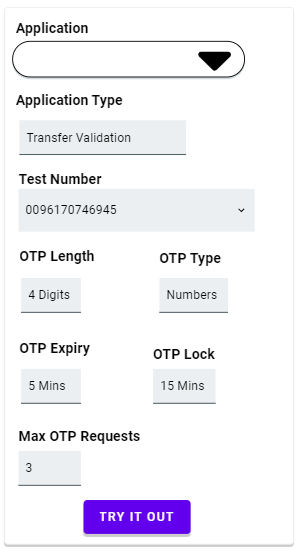 Application
Application Type
Transfer Validation
Test Number
0096170746945
OTP Length
OTP Type
4 Digits
Numbers
OTP Expiry
OTP Lock
5 Mins
15 Mins
Max OTP Requests
3
TRY IT OUT